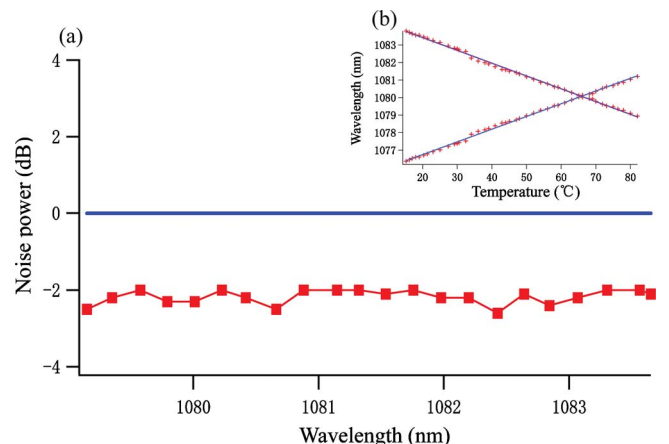 (a)
(b)
4
2
0
−2
−4
Noise power (dB)
1080 1081 1082 1083
Wavelength (nm)
1083
1082
1081
1080
1079
1078
1077
Wavelength (nm)
20 30 40 50 60 70 80
Temperature (℃)